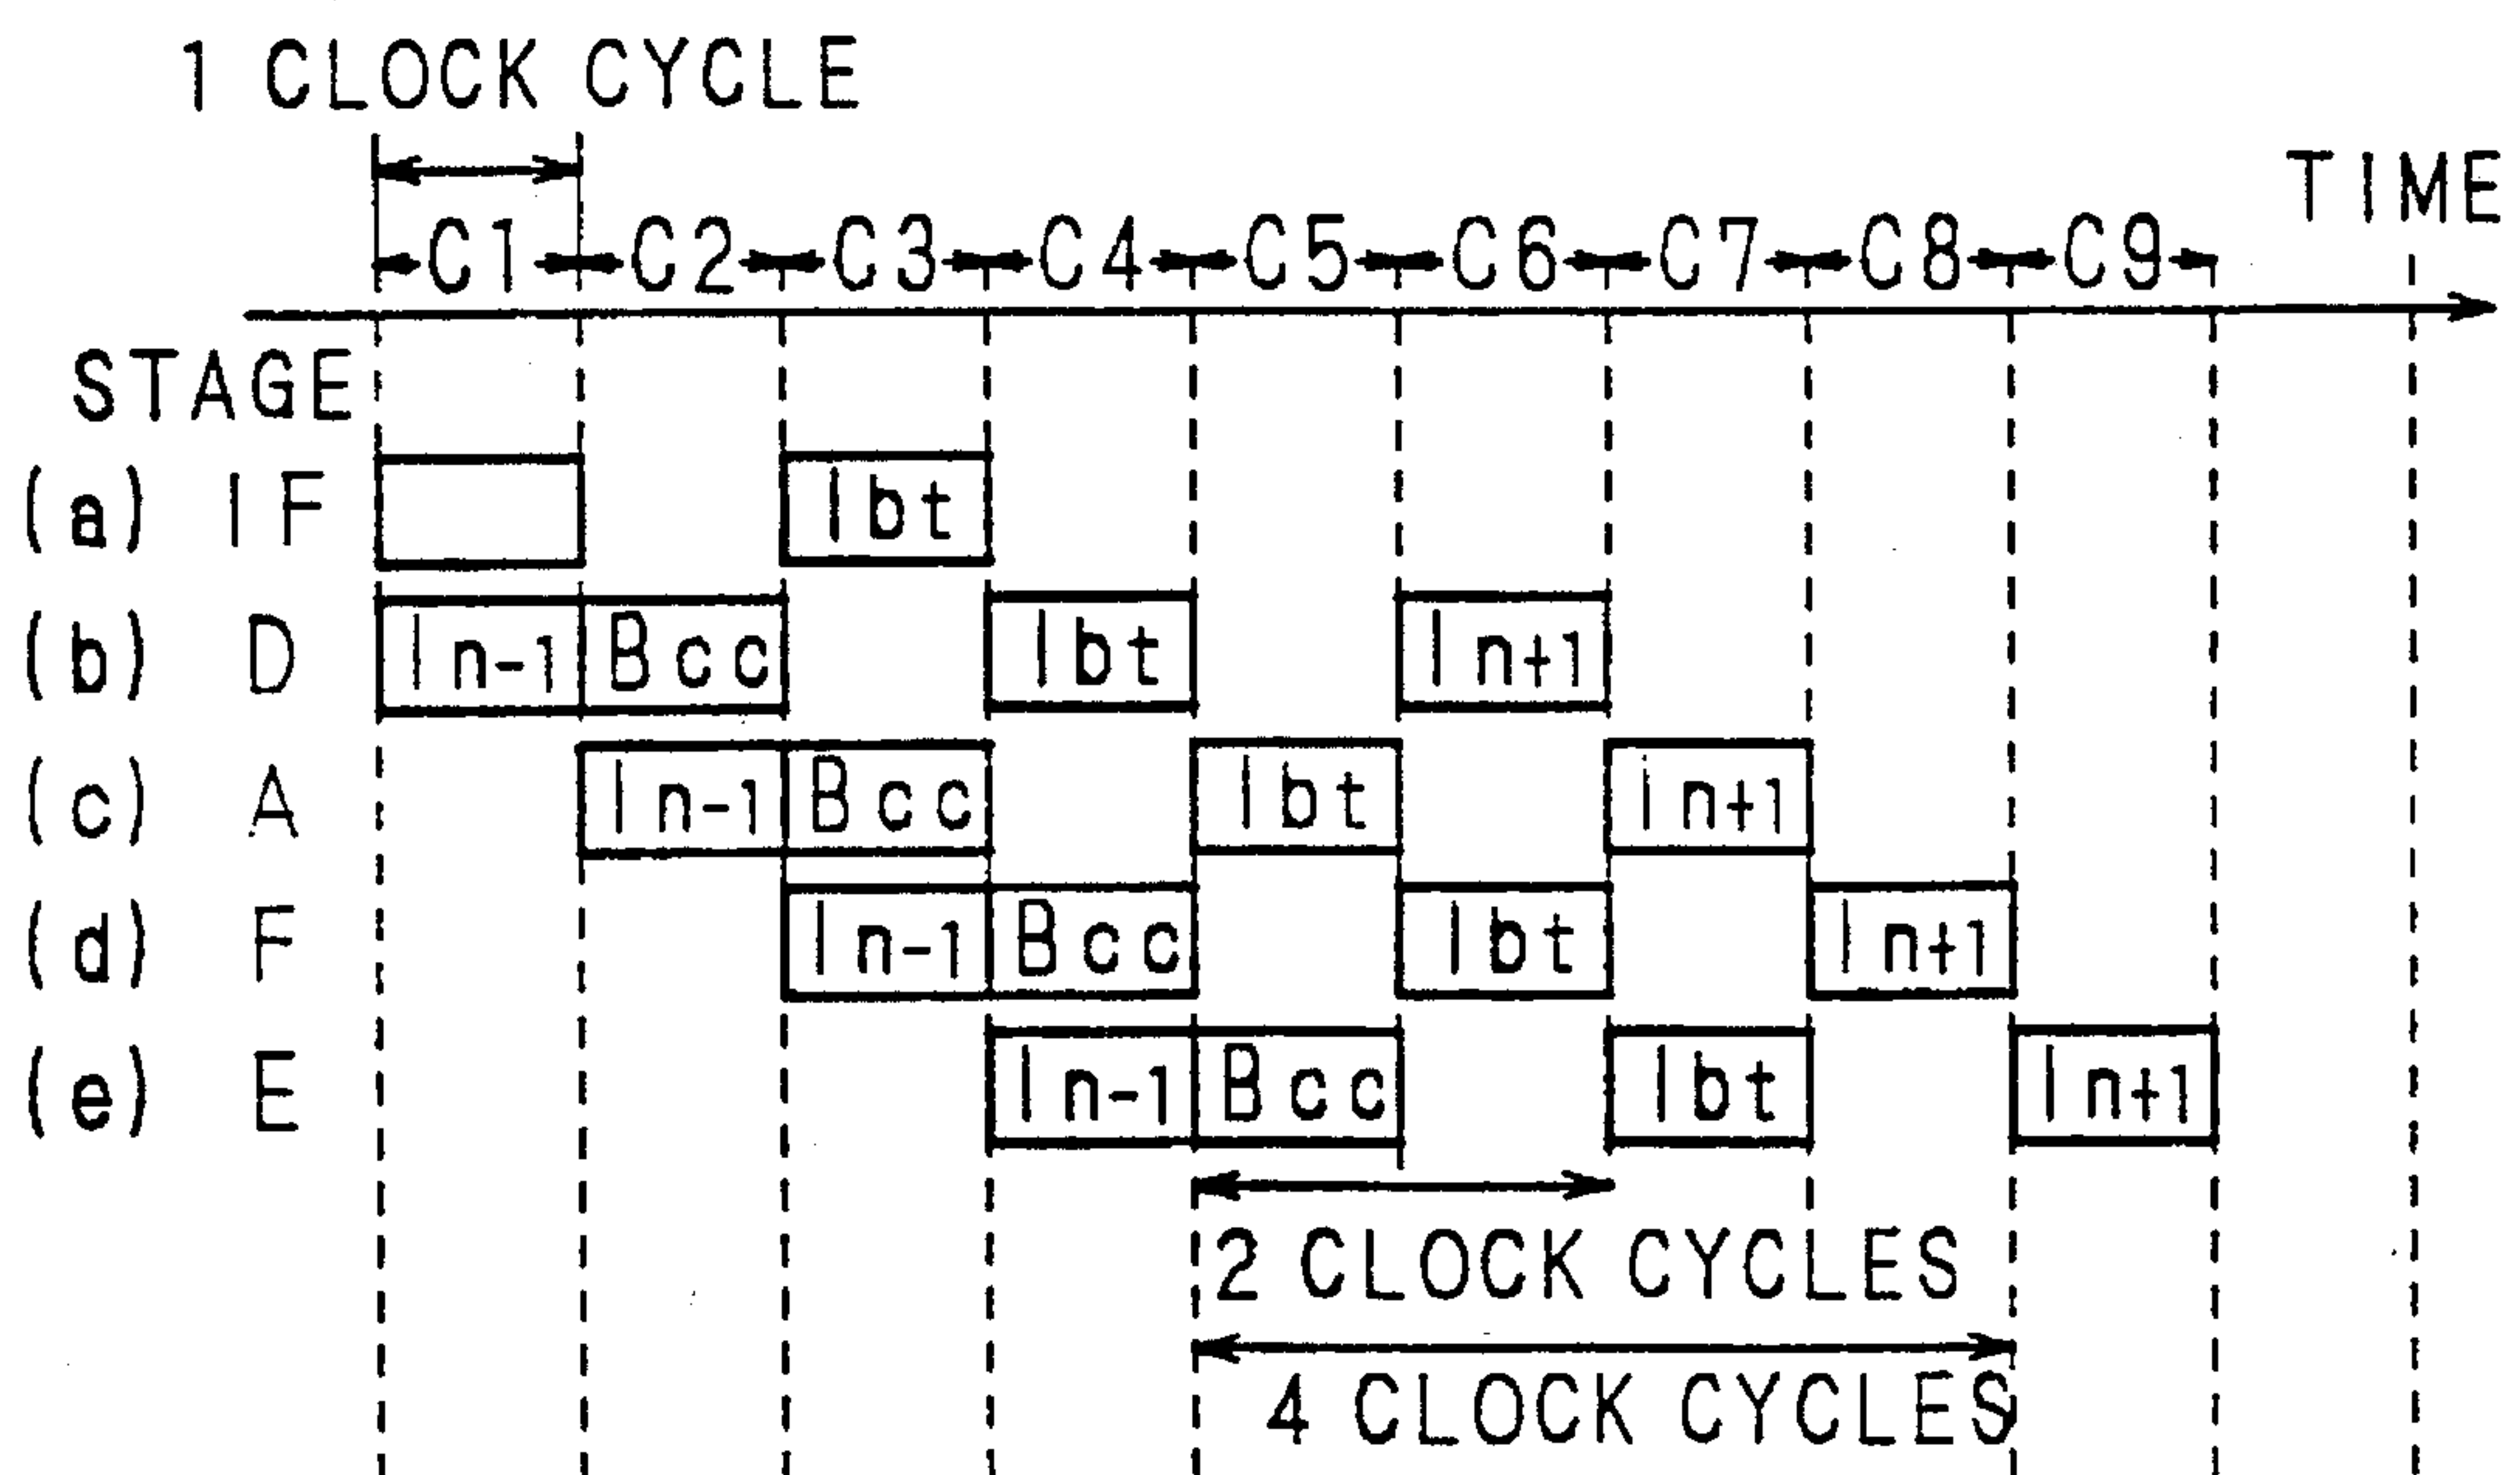 1 CLOCK CYCLE
TIME
C1 C2 C3 C4 C5 C6 C7 C8 C9
STAGE
(a) IF Ibt
(b) D In-1 Bcc Ibt In+1
(c) A In-1 Bcc Ibt In+1
(d) F In-1 Bcc Ibt In+1
(e) E In-1 Bcc Ibt In+1
2 CLOCK CYCLES
4 CLOCK CYCLES